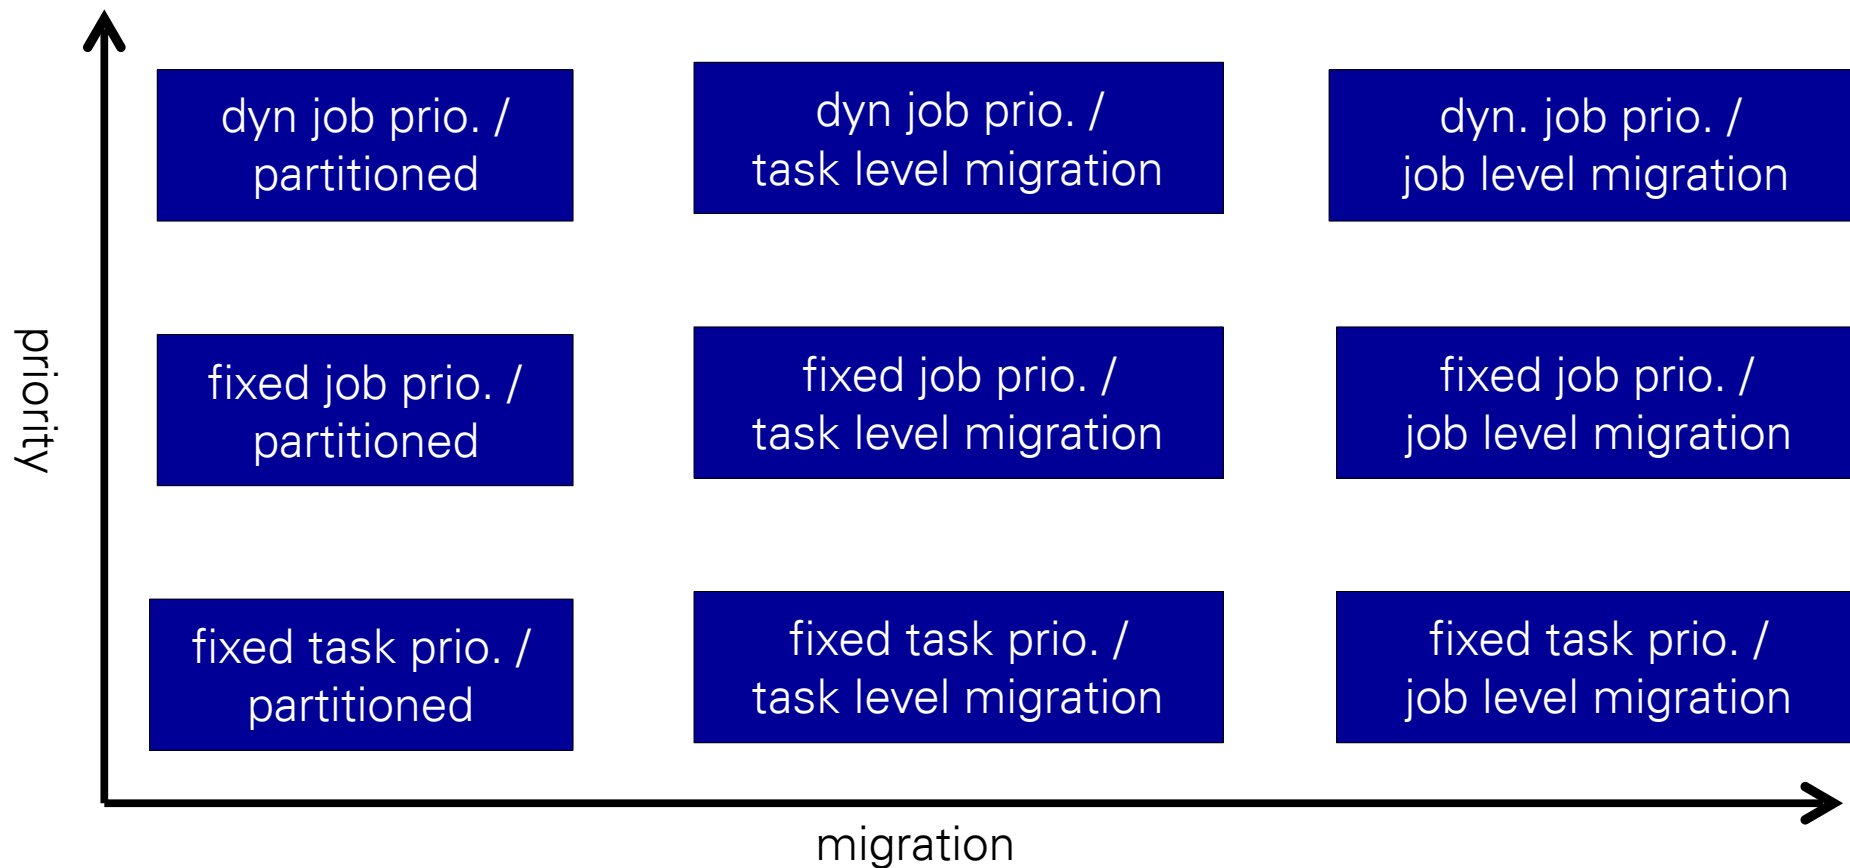 dyn job prio. /
partitioned
dyn job prio. /
task level migration
dyn. job prio. /
job level migration
priority
fixed job prio. /
partitioned
fixed job prio. /
task level migration
fixed job prio. /
job level migration
fixed task prio. /
partitioned
fixed task prio. /
task level migration
fixed task prio. /
job level migration
migration